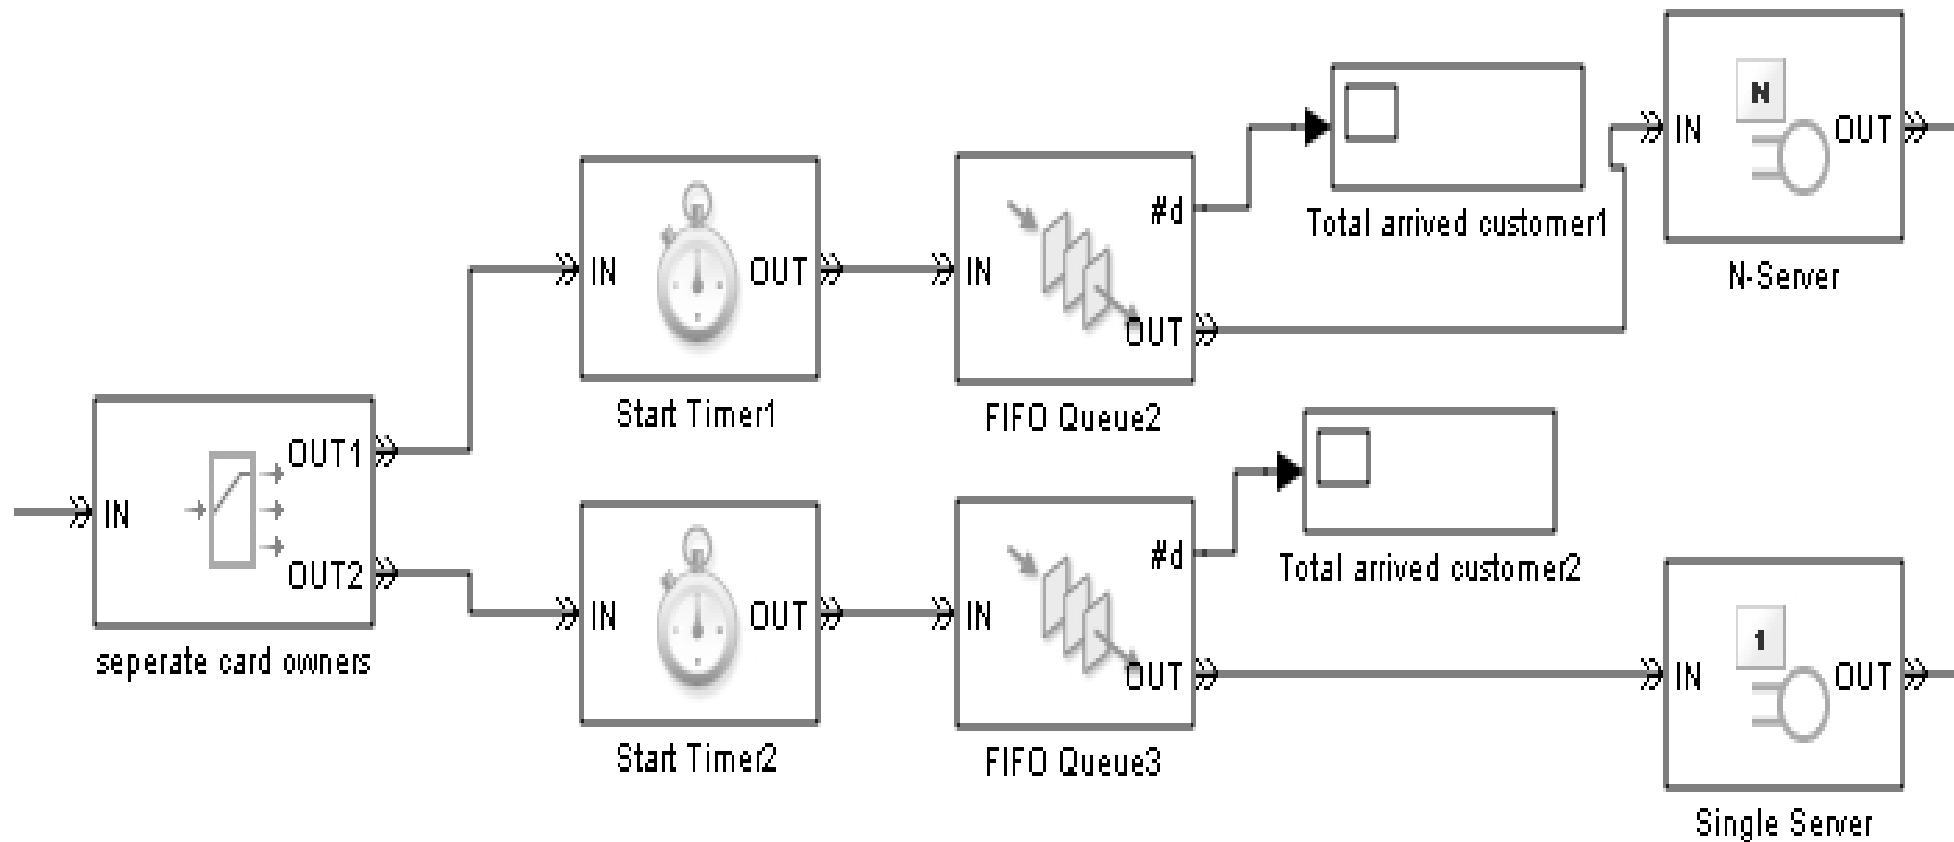 N
IN
OUT
N-Server
#d
Total arrived customer1
IN
OUT
IN
OUT
Start Timer1
FIFO Queue2
OUT1
IN
OUT2
seperate card owners
#d
Total arrived customer2
IN
OUT
IN
OUT
Start Timer2
FIFO Queue3
1
IN
OUT
Single Server